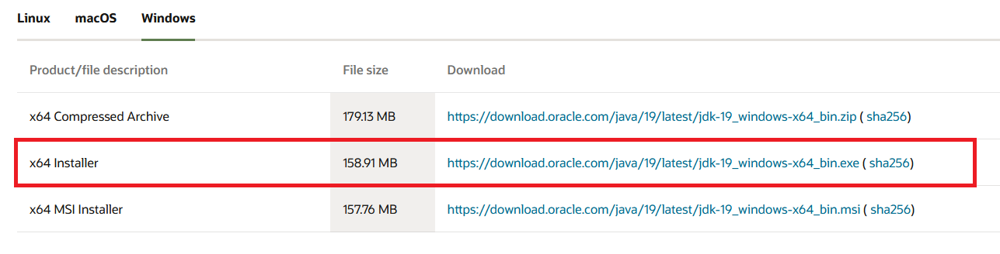 Linux macOS Windows
Product/file description File size Download
x64 Compressed Archive 179.13 MB https://download.oracle.com/java/19/latest/jdk-19_windows-x64_bin.zip ( sha256)
x64 Installer 158.91 MB https://download.oracle.com/java/19/latest/jdk-19_windows-x64_bin.exe ( sha256)
x64 MSI Installer 157.76 MB https://download.oracle.com/java/19/latest/jdk-19_windows-x64_bin.msi ( sha256)